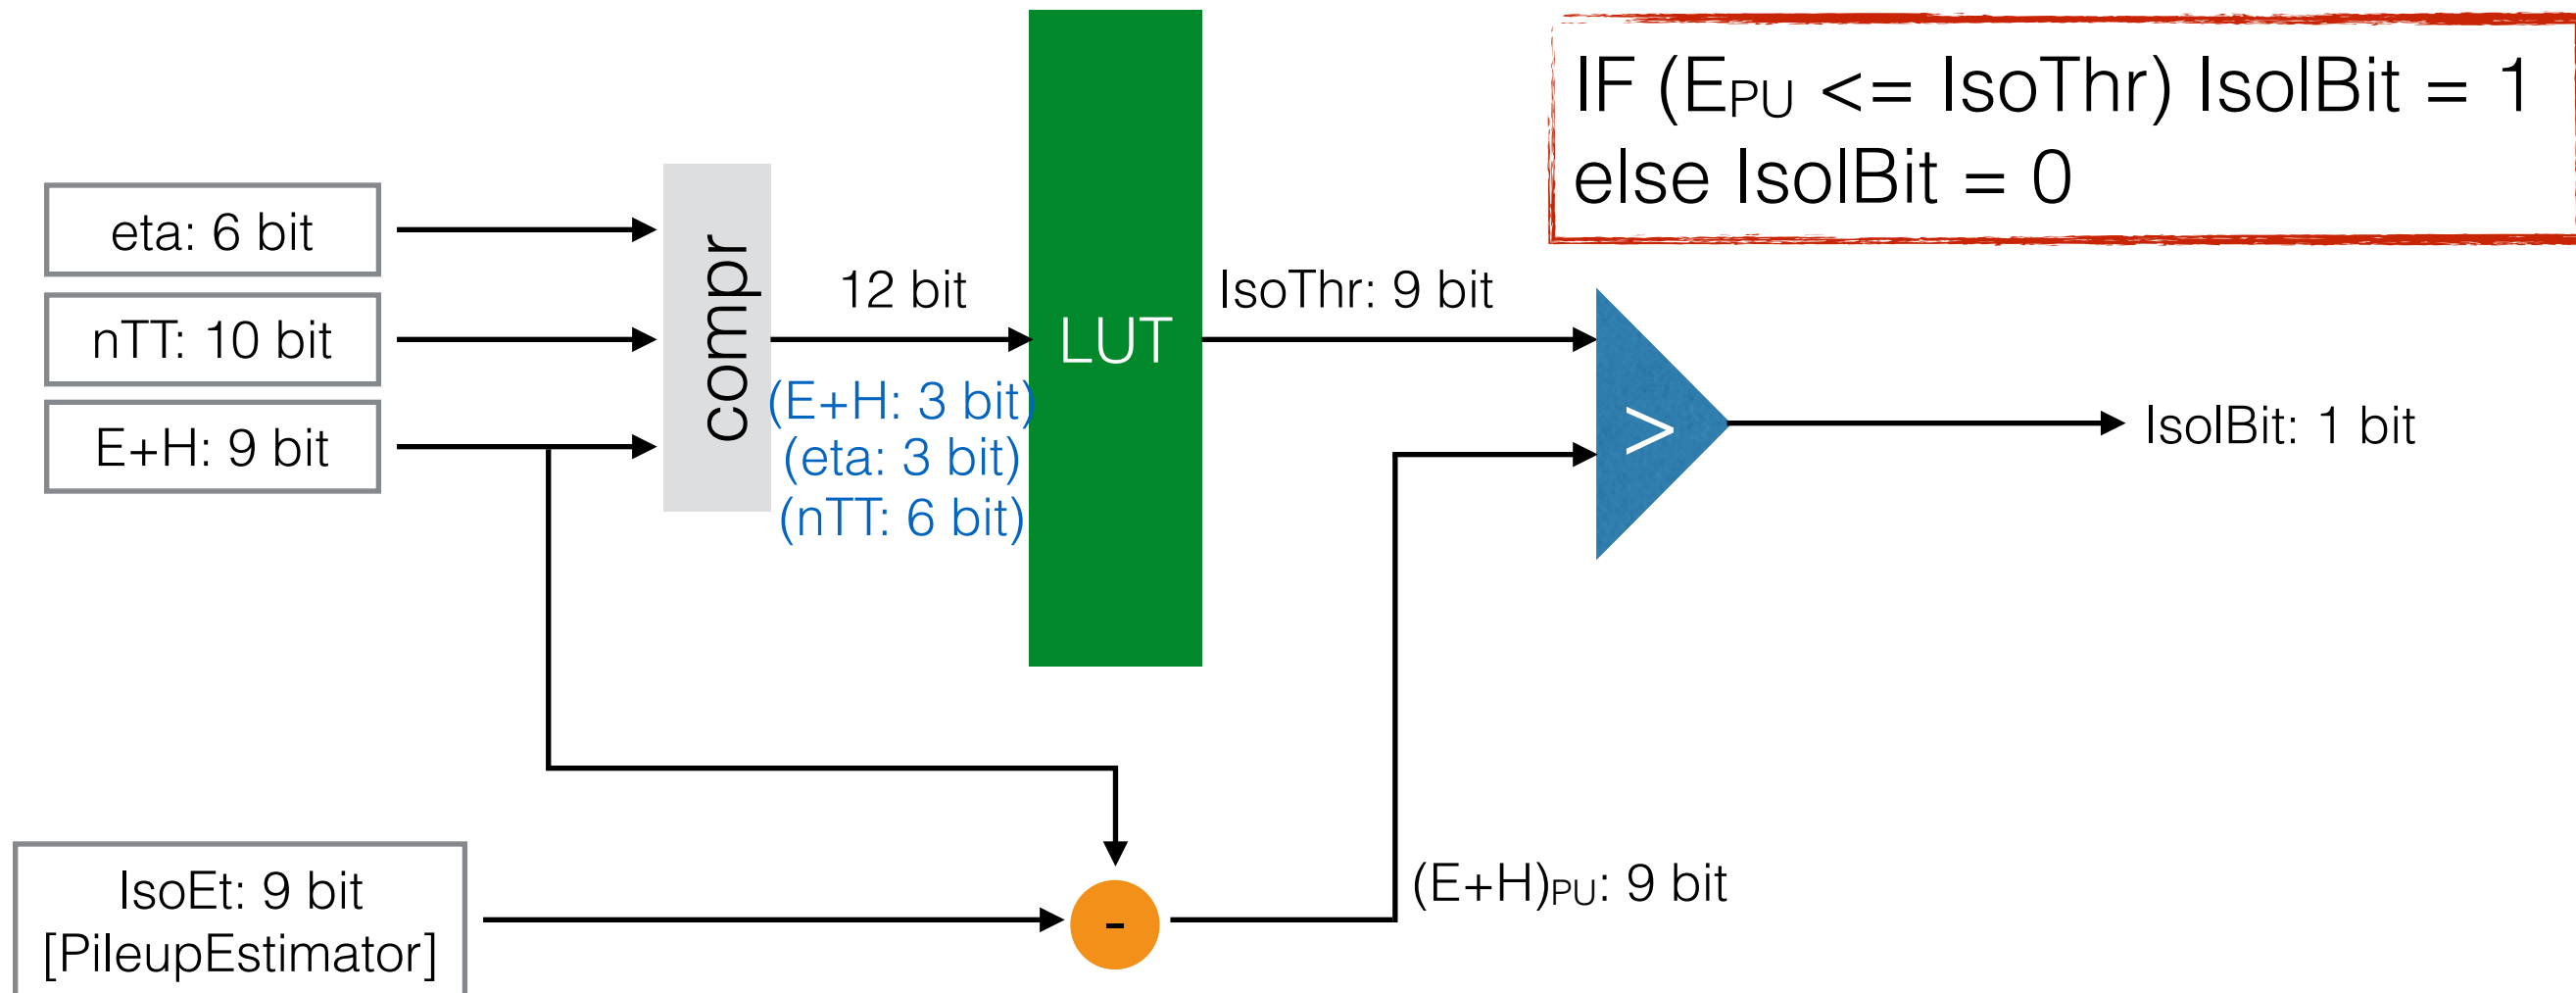 IF (EPU <= IsoThr) IsolBit = 1
else IsolBit = 0
eta: 6 bit
nTT: 10 bit
E+H: 9 bit
compr
12 bit
(E+H: 3 bit)
(eta: 3 bit)
(nTT: 6 bit)
LUT
IsoThr: 9 bit
>
IsolBit: 1 bit
IsoEt: 9 bit
[PileupEstimator]
-
(E+H)PU: 9 bit